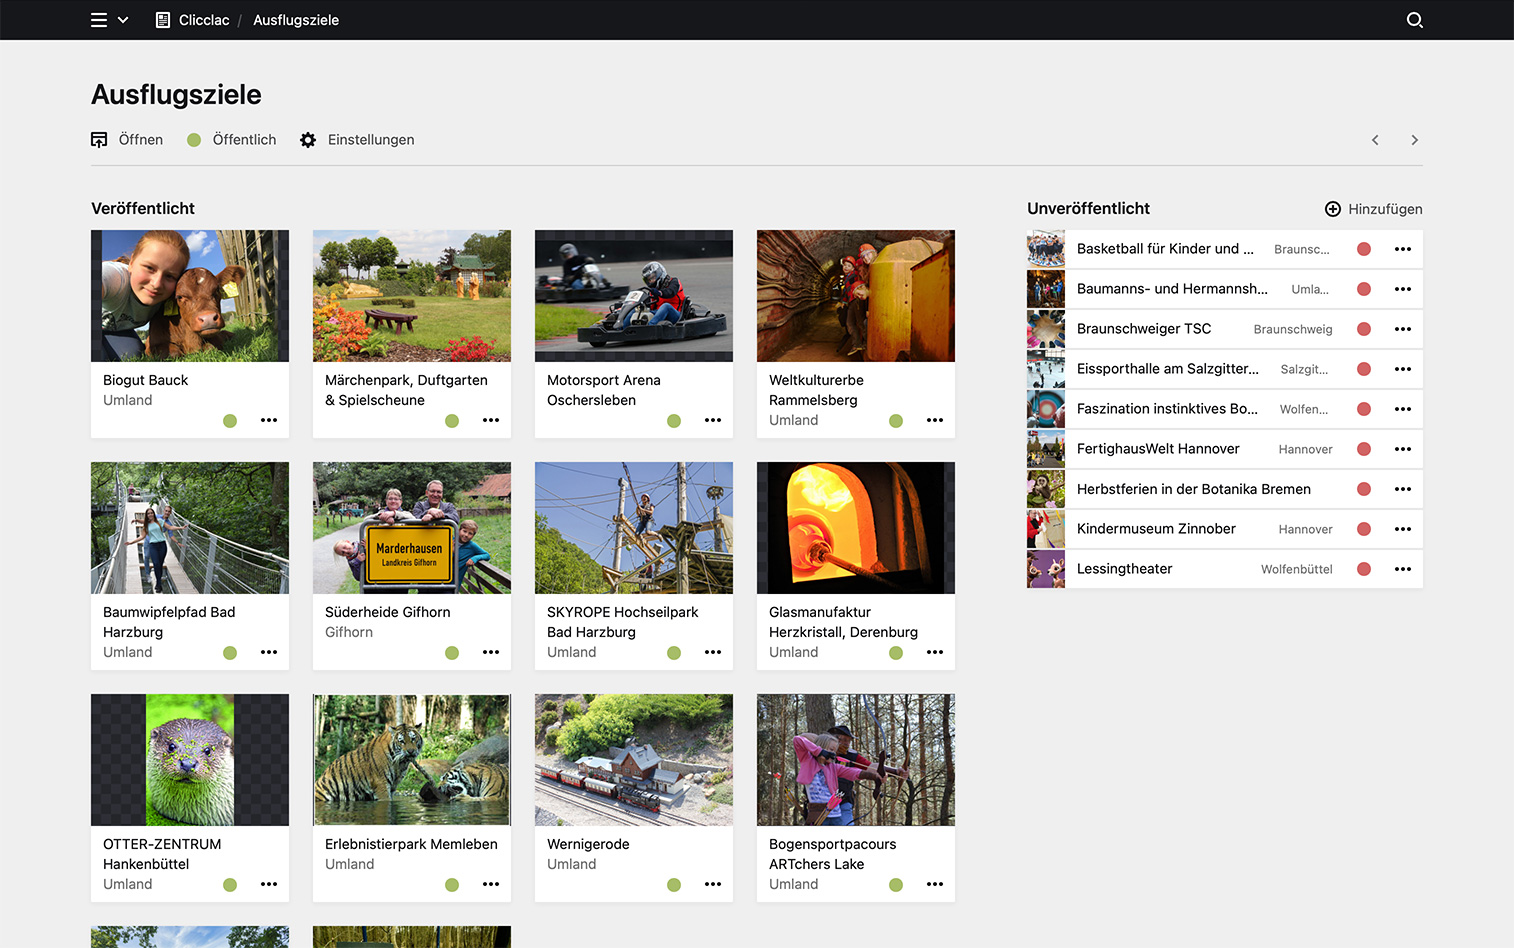 Clicclac / Ausflugsziele
Ausflugsziele
Öffnen Öffentlich Einstellungen
Veröffentlicht
Biogut Bauck
Umland
Märchenpark, Duftgarten
& Spielscheune
Motorsport Arena
Oschersleben
Weltkulturerbe
Rammelsberg
Umland
Marderhausen
Landkreis Gifhorn
Baumwipfelpfad Bad
Harzburg
Umland
Süderheide Gifhorn
Gifhorn
SKYROPE Hochseilpark
Bad Harzburg
Umland
Glasmanufaktur
Herzkristall, Derenburg
Umland
OTTER-ZENTRUM
Hankenbüttel
Umland
Erlebnistierpark Memleben
Umland
Wernigerode
Umland
Bogensportpacours
ARTchers Lake
Umland
Unveröffentlicht
Hinzufügen
Basketball für Kinder und ... Braunsc...
Baumanns- und Hermannsh... Umla...
Braunschweiger TSC Braunschweig
Eissporthalle am Salzgitter... Salzgit...
Faszination instinktives Bo... Wolfen...
FertighausWelt Hannover Hannover
Herbstferien in der Botanika Bremen
Kindermuseum Zinnober Hannover
Lessingtheater Wolfenbüttel